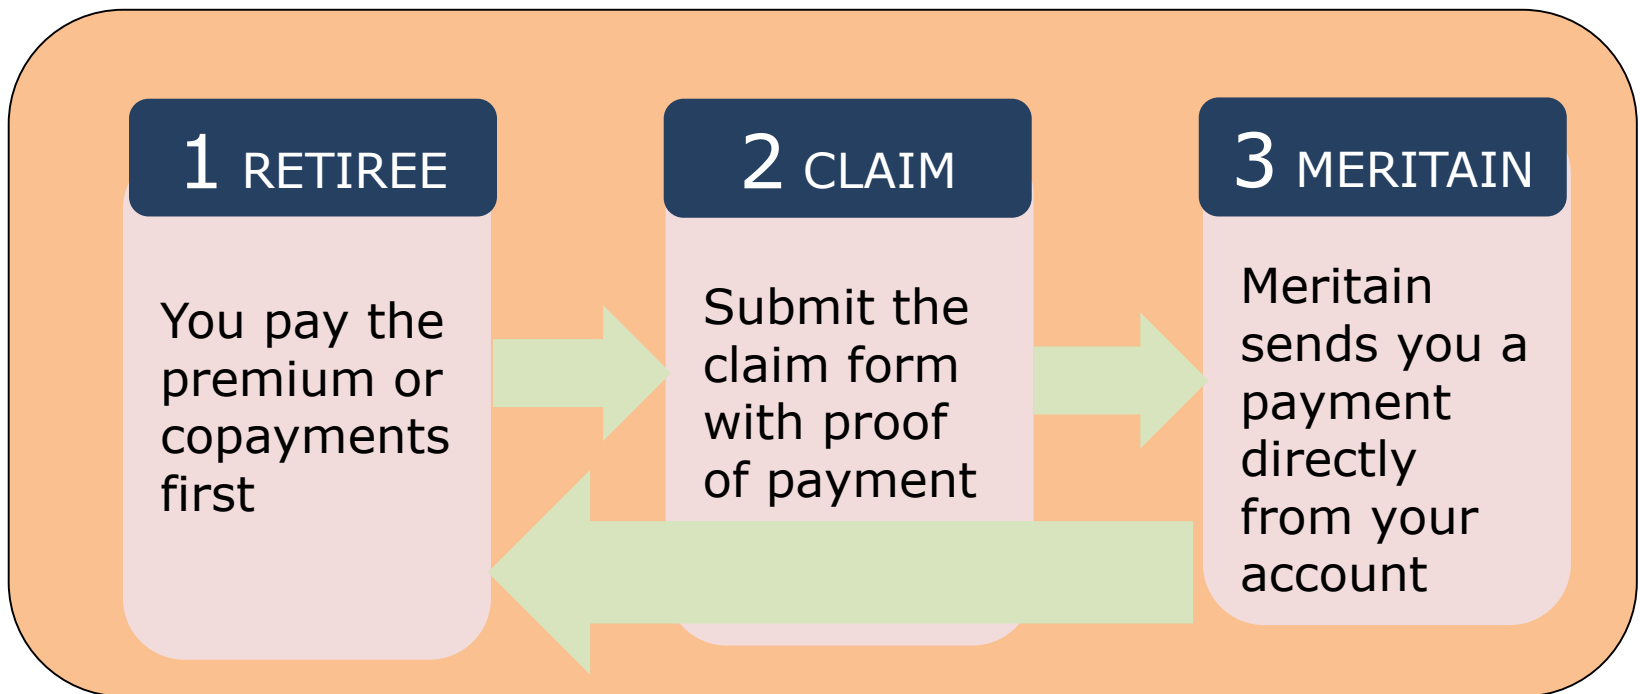 1 RETIREE
You pay the
premium or
copayments
first
2 CLAIM
Submit the
claim form
with proof
of payment
3 MERITAIN
Meritain
sends you a
payment
directly
from your
account